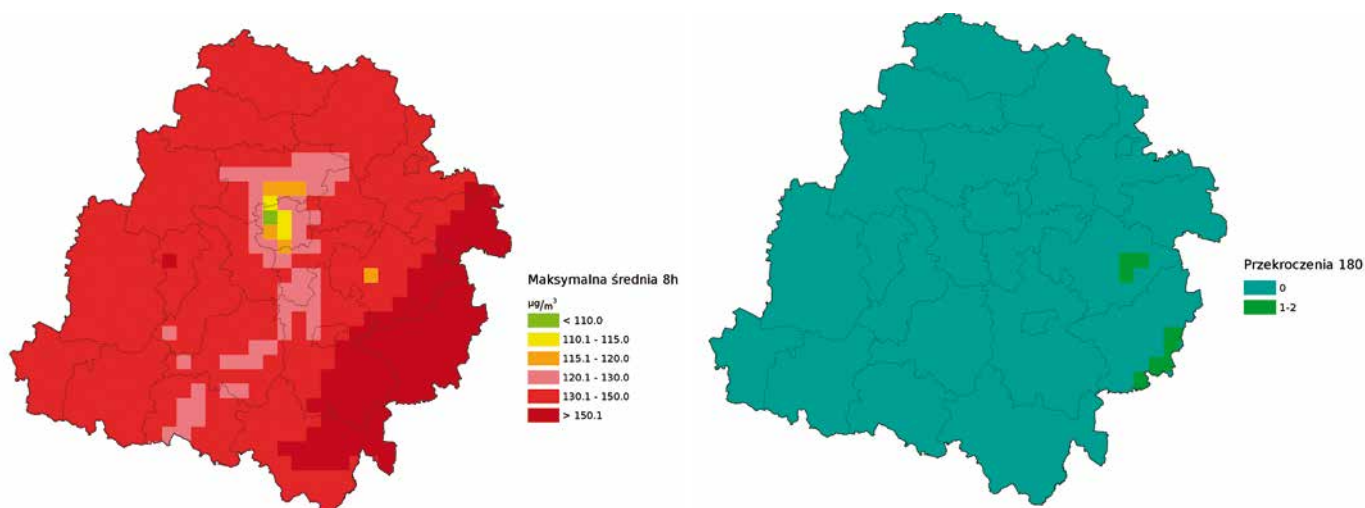 Maksymalna średnia 8h
µg/m³
< 110.0
110.1 - 115.0
115.1 - 120.0
120.1 - 130.0
130.1 - 150.0
> 150.1
Przekroczenia 180
0
1-2